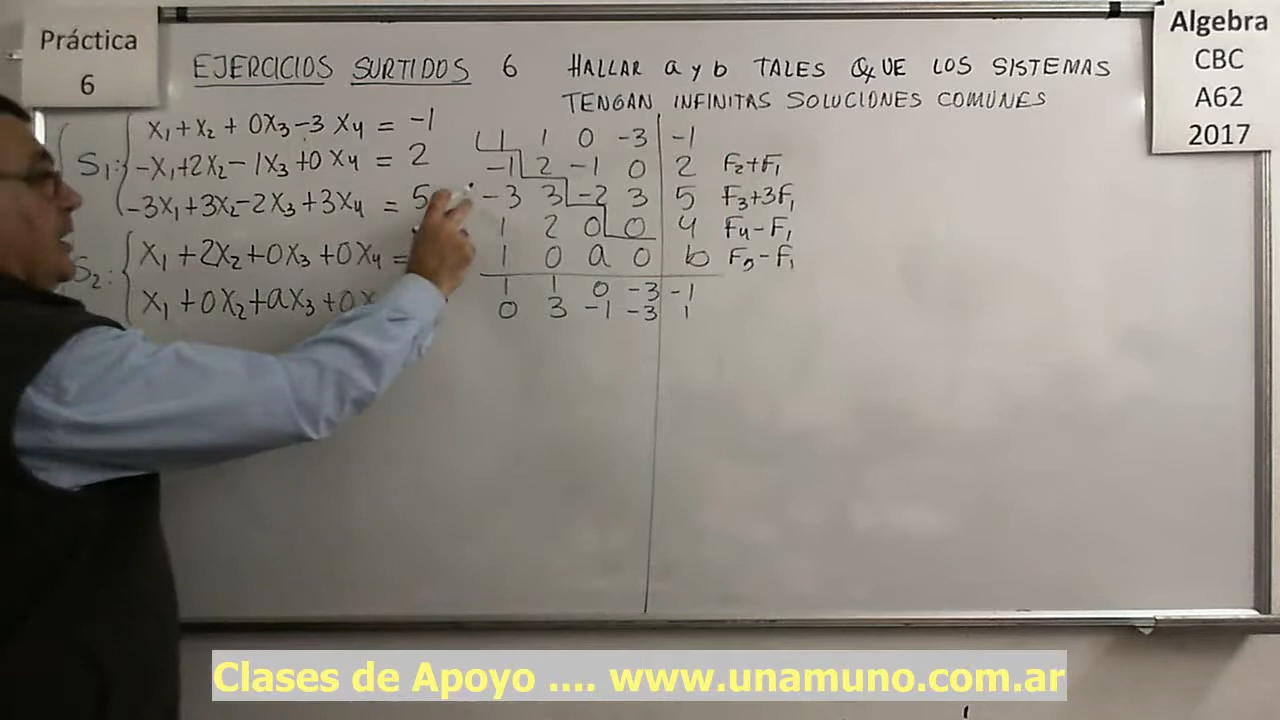 Práctica
6
Algebra
CBC
A62
2017
EJERCICIOS SURTIDOS 6 HALLAR a y b TALES QUE LOS SISTEMAS
TENGAN INFINITAS SOLUCIONES COMUNES
S1: x1 + x2 + 0x3 - 3x4 = -1
-x1 + 2x2 - 1x3 + 0x4 = 2
-3x1 + 3x2 - 2x3 + 3x4 = 5
S2: x1 + 2x2 + 0x3 + 0x4 =
x1 + 0x2 + ax3 + 0x
1 1 0 -3 -1
-1 2 -1 0 2 F2+F1
-3 3 -2 3 5 F3+3F1
1 2 0 0 4 F4-F1
1 0 a 0 b F5-F1
1 1 0 -3 -1
0 3 -1 -3 1
Clases de Apoyo .... www.unamuno.com.ar